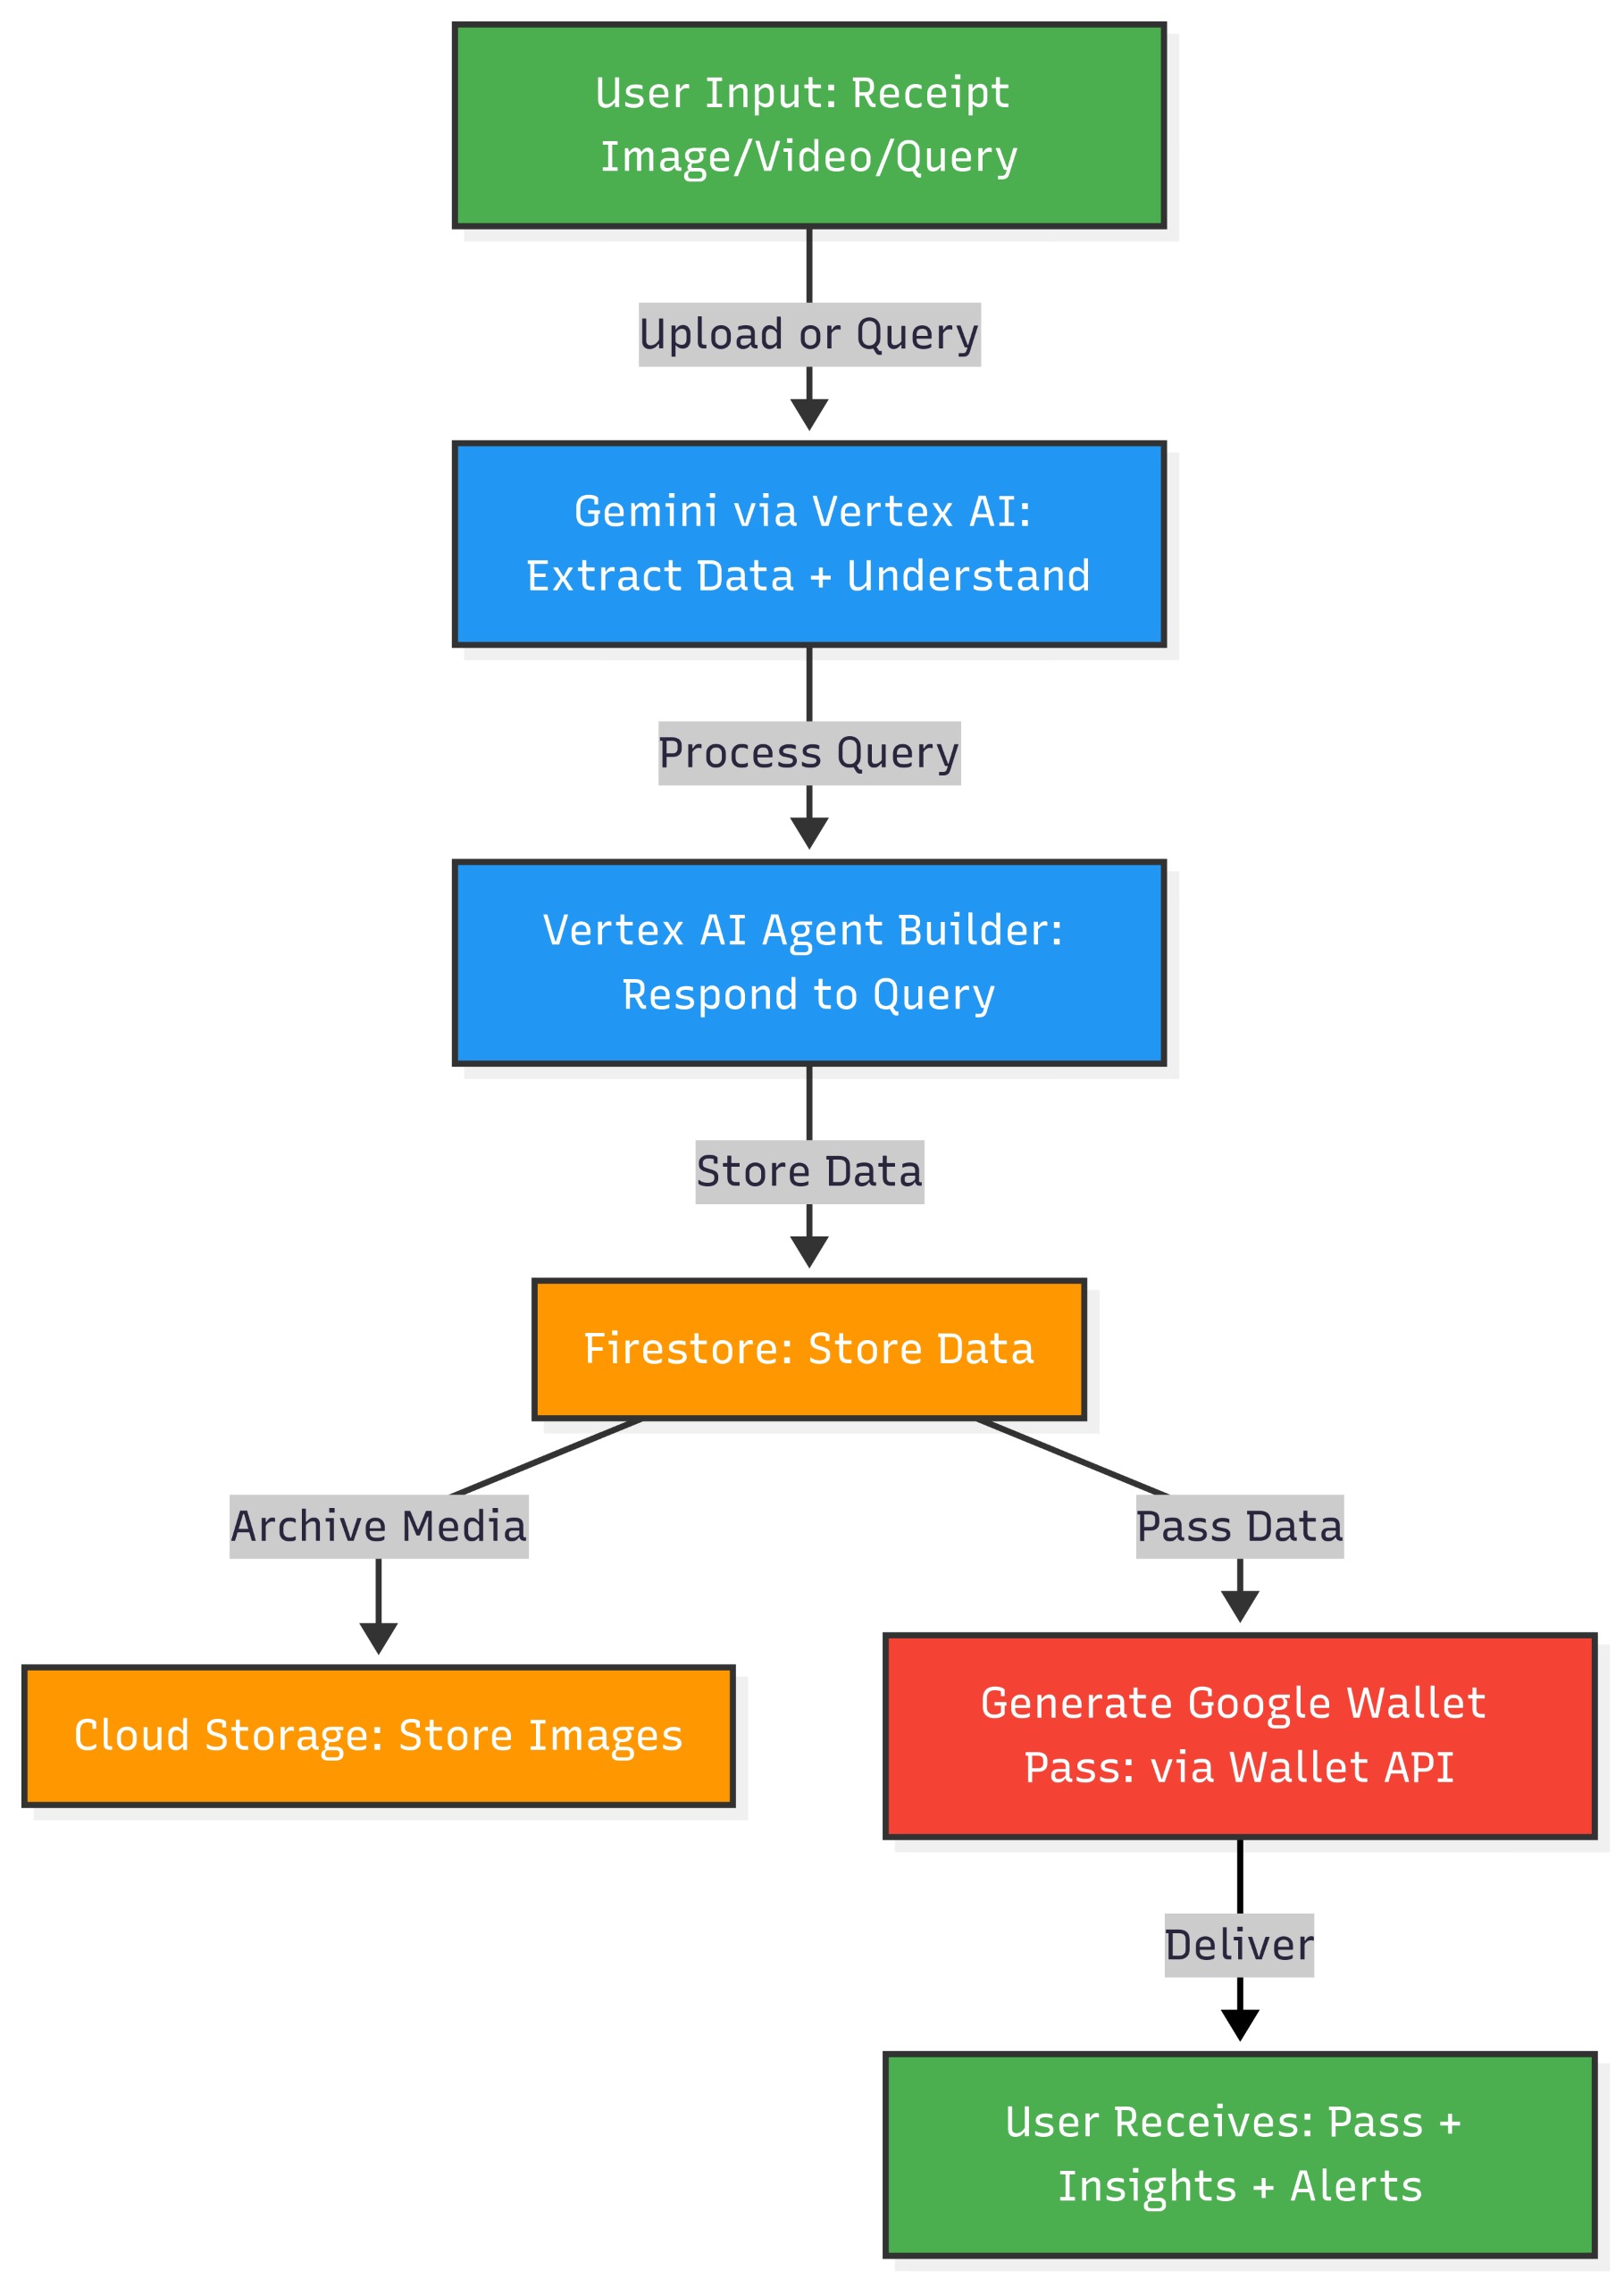 User Input: Receipt
Image/Video/Query
Upload or Query
Gemini via Vertex AI:
Extract Data + Understand
Process Query
Vertex AI Agent Builder:
Respond to Query
Store Data
Firestore: Store Data
Archive Media
Pass Data
Cloud Storage: Store Images
Generate Google Wallet
Pass: via Wallet API
Deliver
User Receives: Pass +
Insights + Alerts